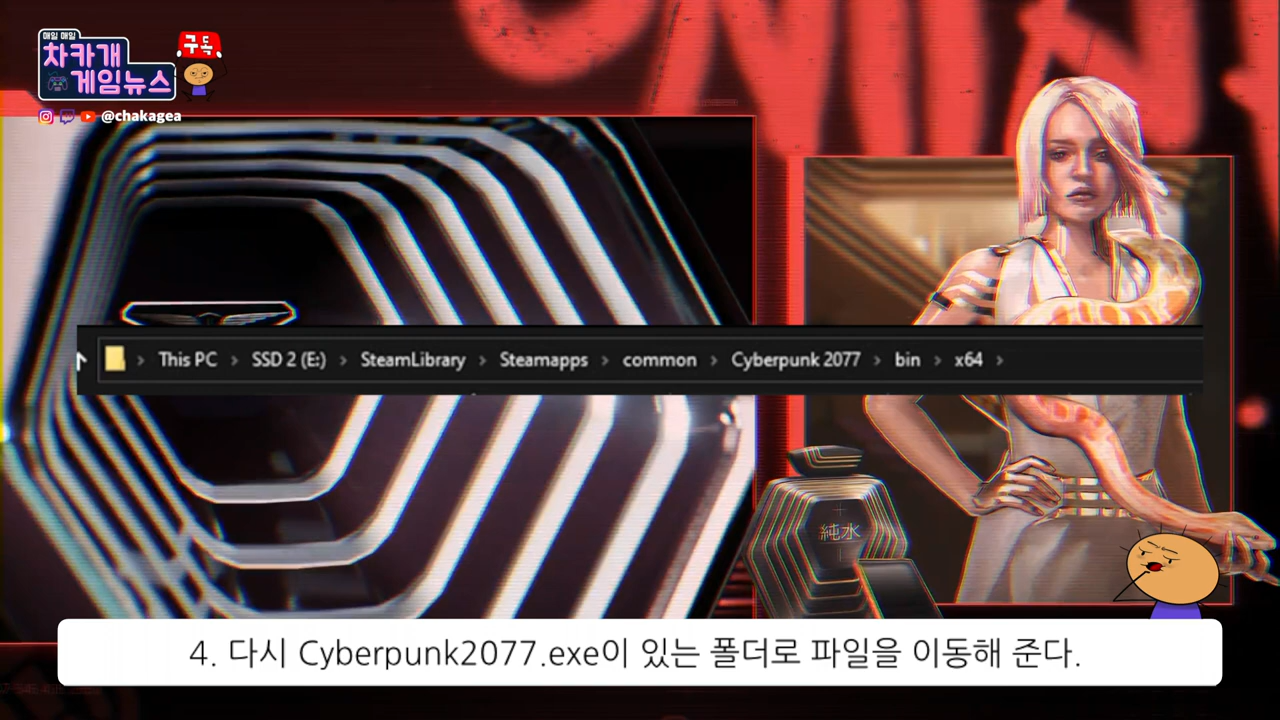 매일 매일
차카개
게임뉴스
구독
@chakagea
This PC > SSD 2 (E:) > SteamLibrary > Steamapps > common > Cyberpunk 2077 > bin > x64 >
純水
4. 다시 Cyberpunk2077.exe이 있는 폴더로 파일을 이동해 준다.